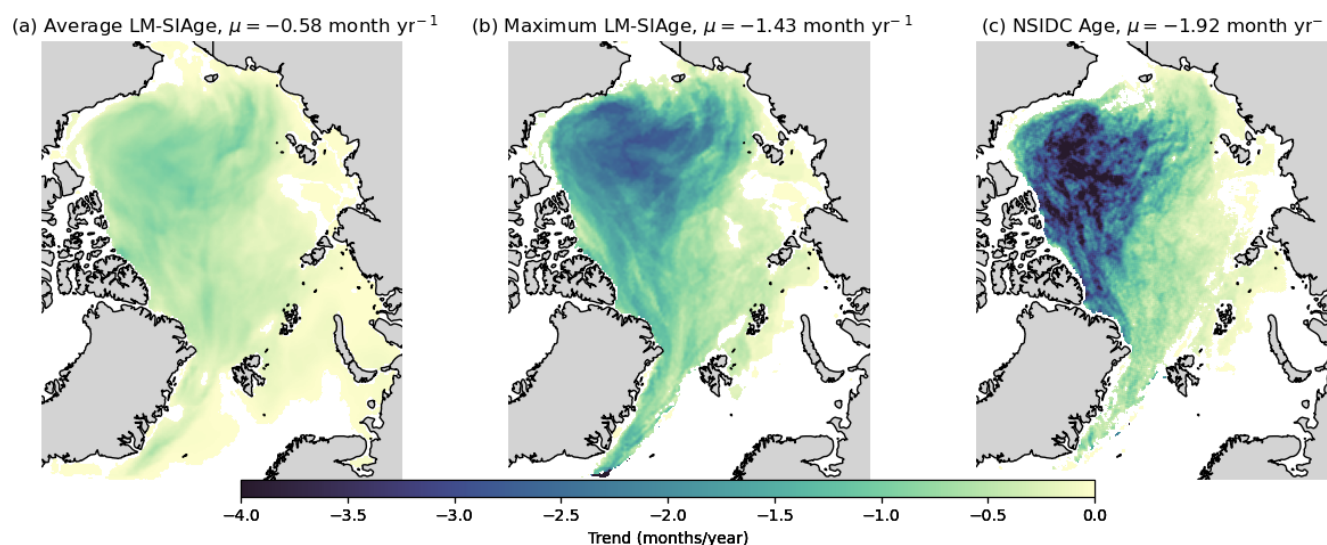 (a) Average LM-SIAge, μ = −0.58 month yr⁻¹
(b) Maximum LM-SIAge, μ = −1.43 month yr⁻¹
(c) NSIDC Age, μ = −1.92 month yr⁻
−4.0 −3.5 −3.0 −2.5 −2.0 −1.5 −1.0 −0.5 0.0
Trend (months/year)